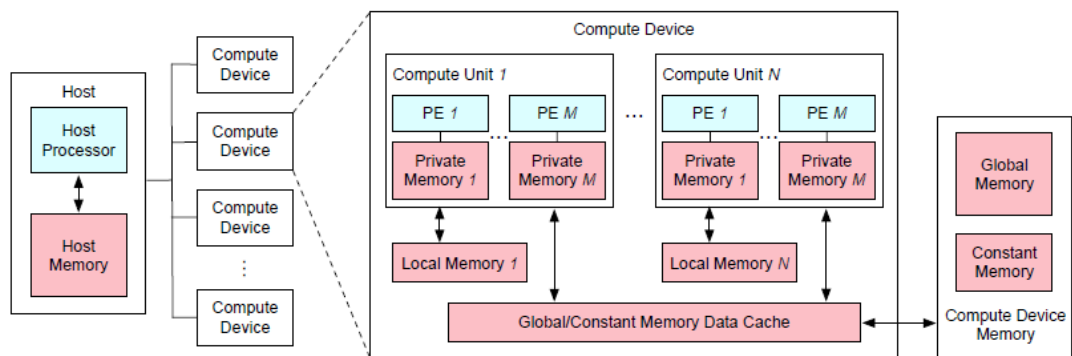 Host
Host
Processor
Host
Memory
Compute
Device
Compute
Device
Compute
Device
⋮
Compute
Device
Compute Device
Compute Unit 1
PE 1
PE M
...
Private
Memory 1
Private
Memory M
...
Compute Unit N
PE 1
PE M
...
Private
Memory 1
Private
Memory M
Local Memory 1
Local Memory N
Global/Constant Memory Data Cache
Global
Memory
Constant
Memory
Compute Device
Memory